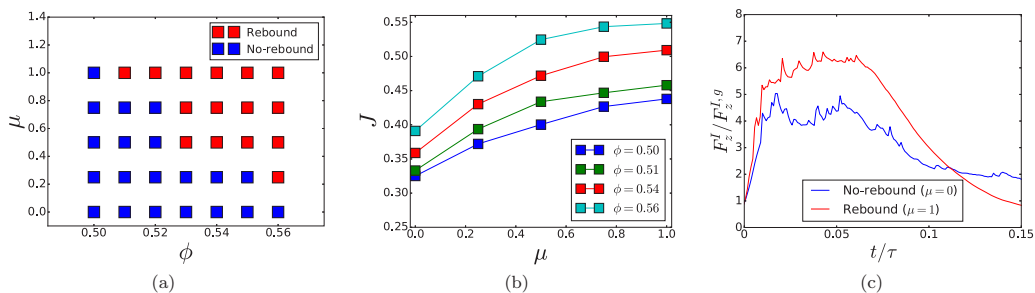 1.4
1.2
1.0
0.8
0.6
0.4
0.2
0.0
μ
Rebound
No-rebound
0.50
0.52
0.54
0.56
ϕ
(a)
0.55
0.50
0.45
0.40
0.35
0.30
0.25
J
ϕ = 0.50
ϕ = 0.51
ϕ = 0.54
ϕ = 0.56
0.0
0.2
0.4
0.6
0.8
1.0
μ
(b)
8
7
6
5
4
3
2
1
0
F_z^I/F_z^{I,g}
No-rebound (μ=0)
Rebound (μ=1)
0
0.05
0.1
0.15
t/τ
(c)